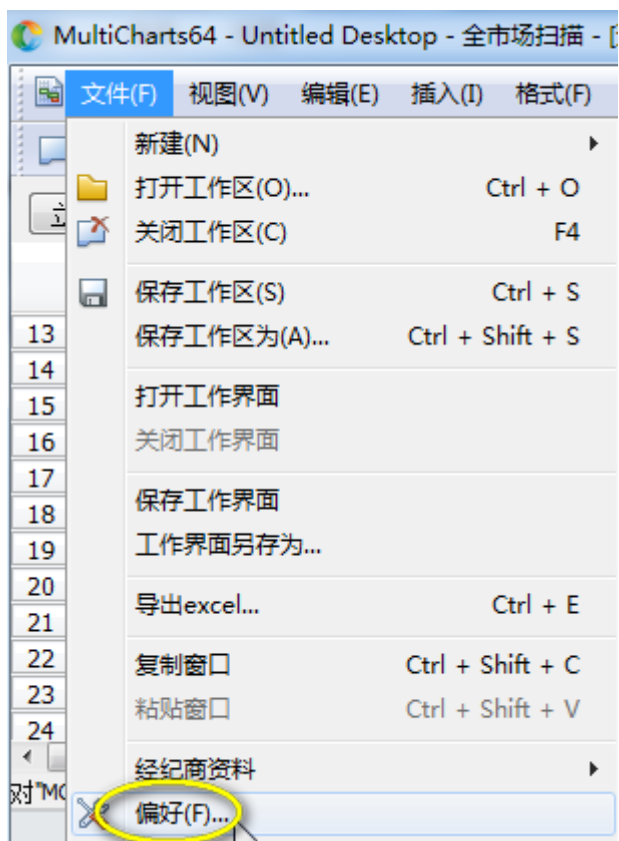 MultiCharts64 - Untitled Desktop - 全市场扫描 - [
文件(F) 视图(V) 编辑(E) 插入(I) 格式(F)
新建(N)
打开工作区(O)... Ctrl + O
关闭工作区(C) F4
保存工作区(S) Ctrl + S
13 保存工作区为(A)... Ctrl + Shift + S
14
15 打开工作界面
16 关闭工作界面
17
18 保存工作界面
19 工作界面另存为...
20
21 导出excel... Ctrl + E
22 复制窗口 Ctrl + Shift + C
23 粘贴窗口 Ctrl + Shift + V
24
经纪商资料
对"MC 偏好(F)...